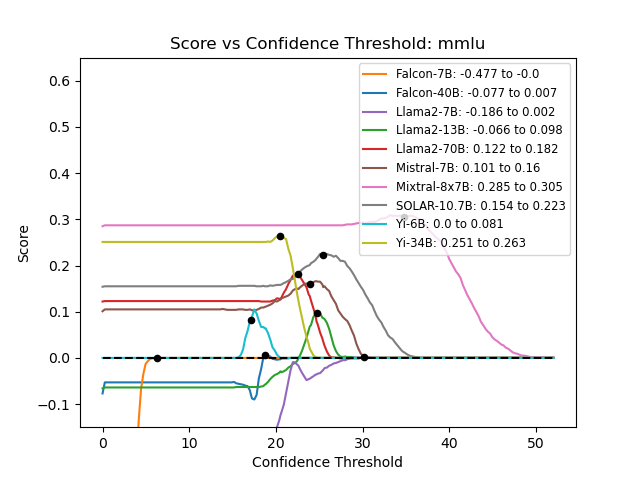 Score vs Confidence Threshold: mmlu
Falcon-7B: -0.477 to -0.0
Falcon-40B: -0.077 to 0.007
Llama2-7B: -0.186 to 0.002
Llama2-13B: -0.066 to 0.098
Llama2-70B: 0.122 to 0.182
Mistral-7B: 0.101 to 0.16
Mixtral-8x7B: 0.285 to 0.305
SOLAR-10.7B: 0.154 to 0.223
Yi-6B: 0.0 to 0.081
Yi-34B: 0.251 to 0.263
Score
0.6
0.5
0.4
0.3
0.2
0.1
0.0
−0.1
0 10 20 30 40 50
Confidence Threshold